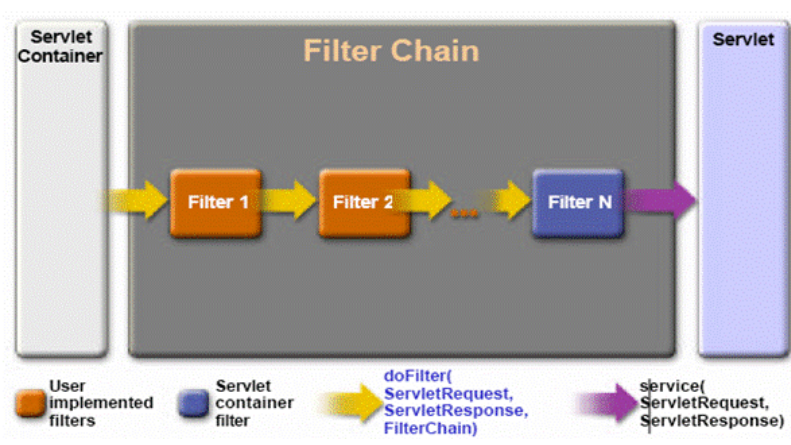 Servlet
Container
Filter Chain
Servlet
Filter 1
Filter 2
...
Filter N
User
implemented
filters
Servlet
container
filter
doFilter(
ServletRequest,
ServletResponse,
FilterChain)
service(
ServletRequest,
ServletResponse)